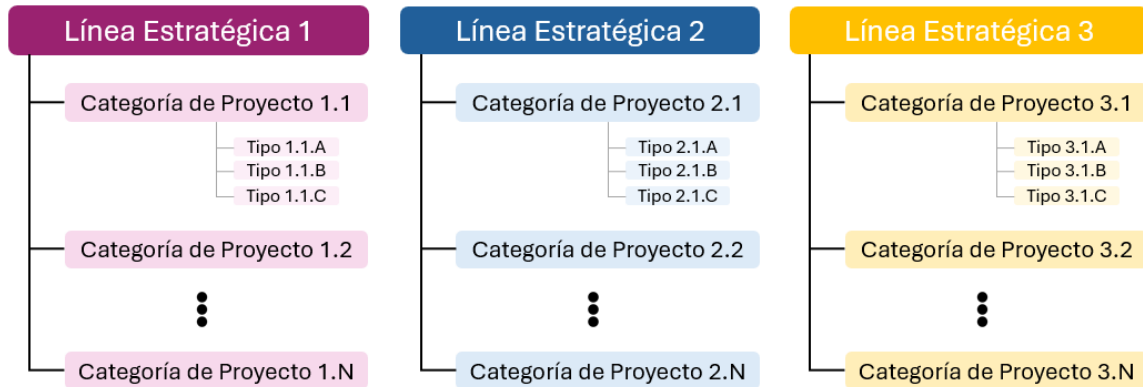 Línea Estratégica 1
Categoría de Proyecto 1.1
Tipo 1.1.A
Tipo 1.1.B
Tipo 1.1.C
Categoría de Proyecto 1.2
Categoría de Proyecto 1.N
Línea Estratégica 2
Categoría de Proyecto 2.1
Tipo 2.1.A
Tipo 2.1.B
Tipo 2.1.C
Categoría de Proyecto 2.2
Categoría de Proyecto 2.N
Línea Estratégica 3
Categoría de Proyecto 3.1
Tipo 3.1.A
Tipo 3.1.B
Tipo 3.1.C
Categoría de Proyecto 3.2
Categoría de Proyecto 3.N